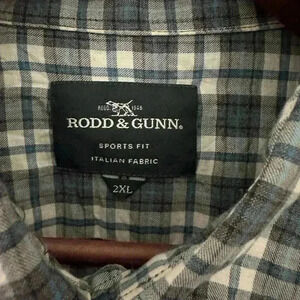 RODD & GUNN.
SPORTS FIT
ITALIAN FABRIC
2XL